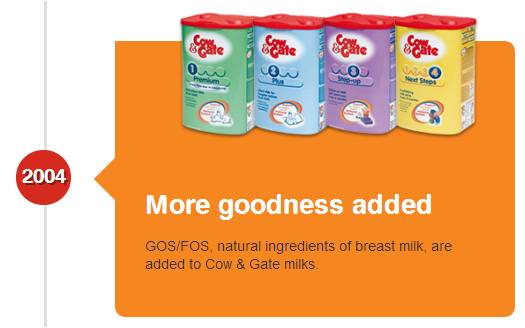 Cow
& Gate
1
Premium
Cow
& Gate
2
Plus
Cow
& Gate
3
Step-up
Cow
& Gate
4
Next Steps
2004
More goodness added
GOS/FOS, natural ingredients of breast milk, are
added to Cow & Gate milks.